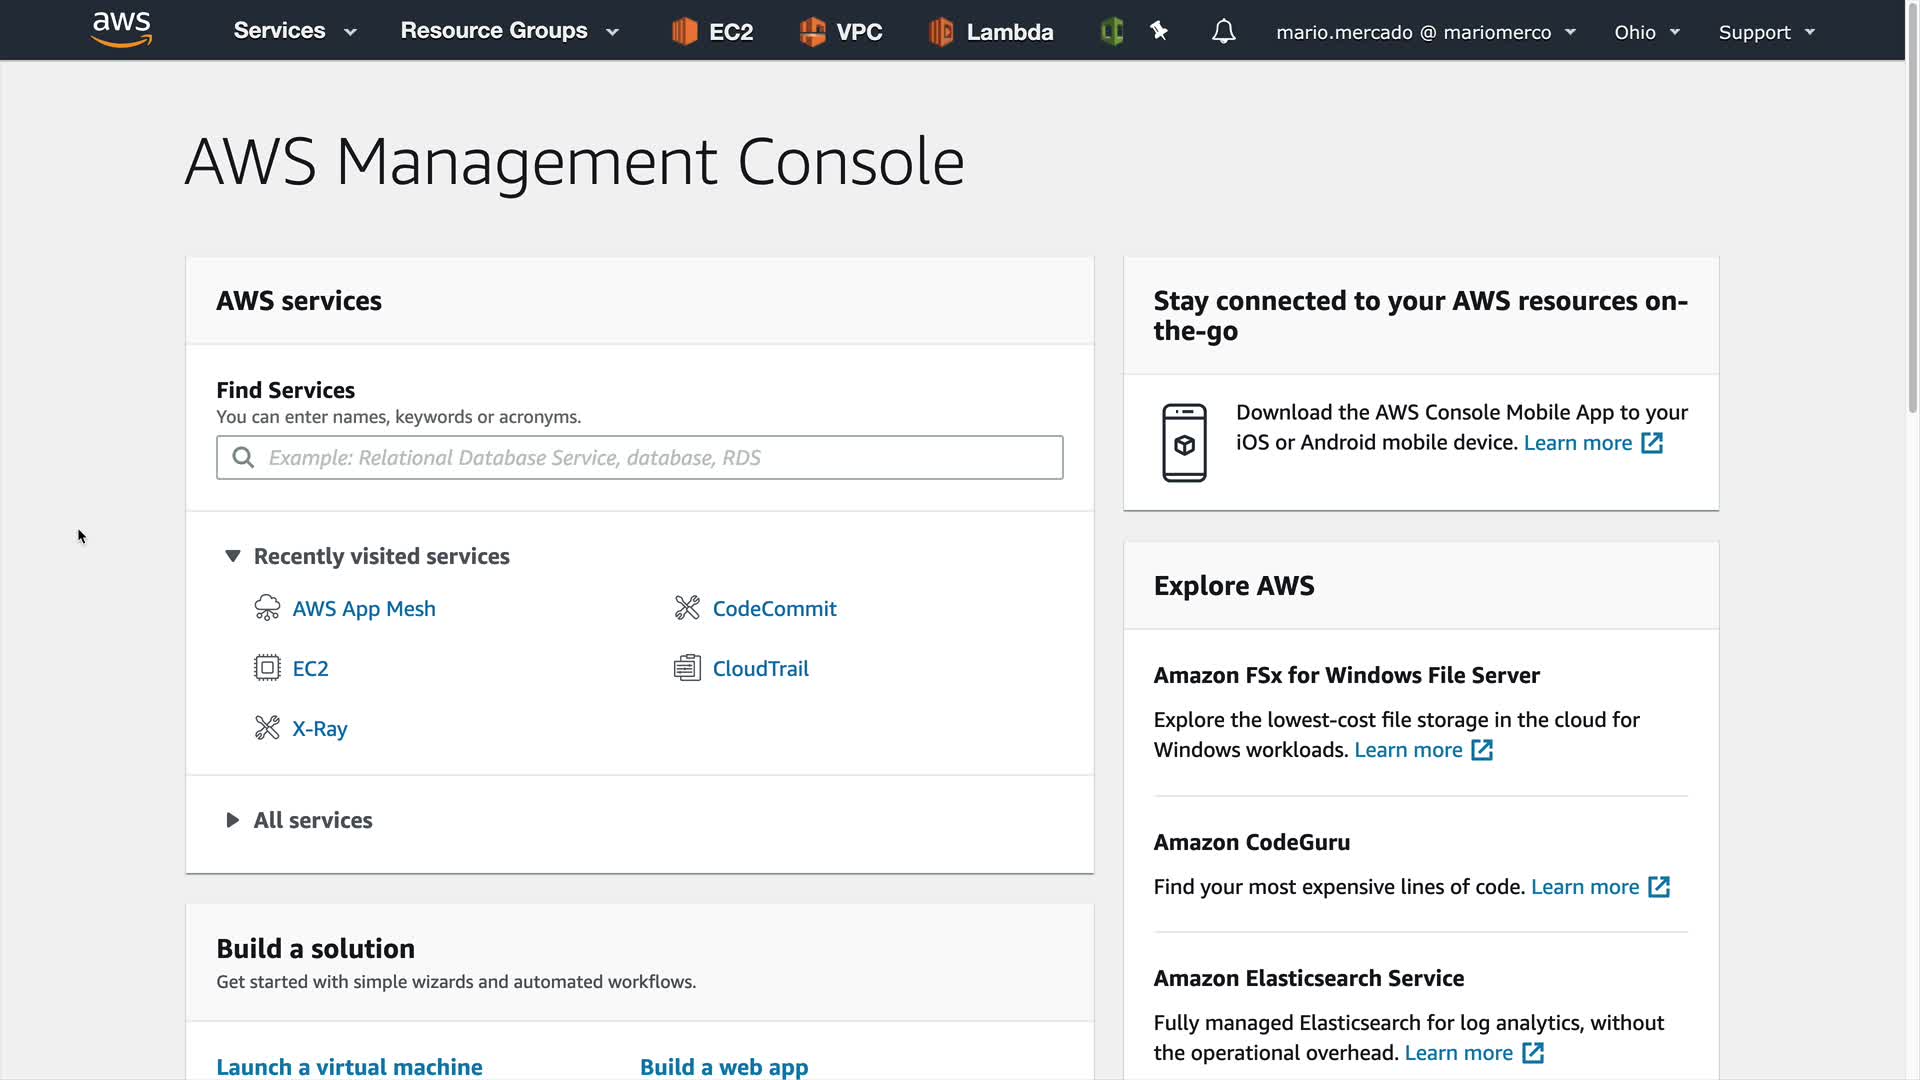 aws Services Resource Groups EC2 VPC Lambda mario.mercado @ mariomerco Ohio Support
AWS Management Console
AWS services
Find Services
You can enter names, keywords or acronyms.
Example: Relational Database Service, database, RDS
Recently visited services
AWS App Mesh
CodeCommit
EC2
CloudTrail
X-Ray
All services
Build a solution
Get started with simple wizards and automated workflows.
Launch a virtual machine
Build a web app
Stay connected to your AWS resources on-
the-go
Download the AWS Console Mobile App to your
iOS or Android mobile device. Learn more
Explore AWS
Amazon FSx for Windows File Server
Explore the lowest-cost file storage in the cloud for
Windows workloads. Learn more
Amazon CodeGuru
Find your most expensive lines of code. Learn more
Amazon Elasticsearch Service
Fully managed Elasticsearch for log analytics, without
the operational overhead. Learn more